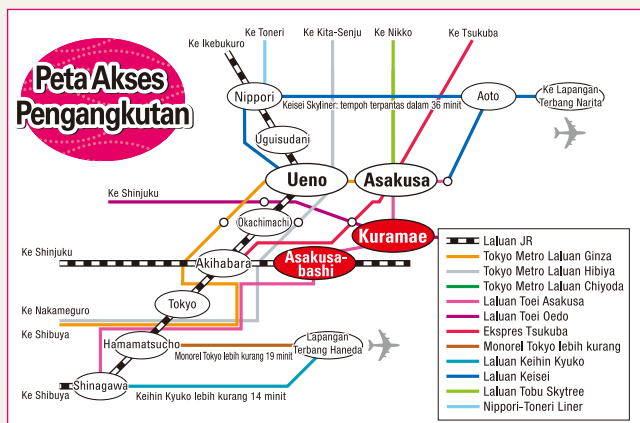 Peta Akses
Pengangkutan
Ke Toneri
Ke Kita-Senju
Ke Nikko
Ke Tsukuba
Ke Ikebukuro
Nippori
Keisei Skyliner: tempoh terpantas dalam 36 minit
Aoto
Ke Lapangan
Terbang Narita
Uguisudani
Ueno
Asakusa
Ke Shinjuku
Okachimachi
Kuramae
Ke Shinjuku
Akihabara
Asakusa-
bashi
Tokyo
Ke Nakameguro
Ke Shibuya
Hamamatsucho
Monorel Tokyo lebih kurang 19 minit
Lapangan
Terbang Haneda
Ke Shibuya
Shinagawa
Keihin Kyuko lebih kurang 14 minit
Laluan JR
Tokyo Metro Laluan Ginza
Tokyo Metro Laluan Hibiya
Tokyo Metro Laluan Chiyoda
Laluan Toei Asakusa
Laluan Toei Oedo
Ekspres Tsukuba
Monorel Tokyo lebih kurang
Laluan Keihin Kyuko
Laluan Keisei
Laluan Tobu Skytree
Nippori-Toneri Liner